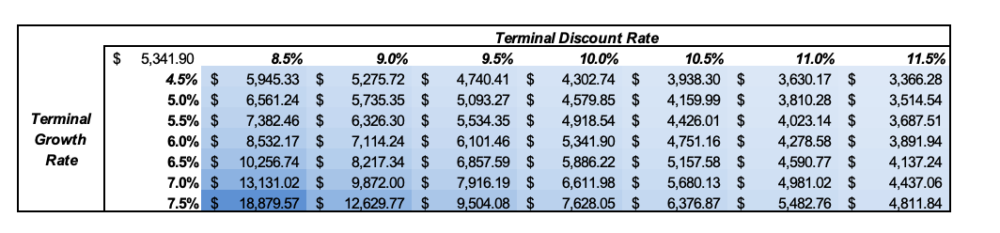 Terminal Discount Rate
$ 5,341.90 8.5% 9.0% 9.5% 10.0% 10.5% 11.0% 11.5%
4.5% $ 5,945.33 $ 5,275.72 $ 4,740.41 $ 4,302.74 $ 3,938.30 $ 3,630.17 $ 3,366.28
5.0% $ 6,561.24 $ 5,735.35 $ 5,093.27 $ 4,579.85 $ 4,159.99 $ 3,810.28 $ 3,514.54
Terminal 5.5% $ 7,382.46 $ 6,326.30 $ 5,534.35 $ 4,918.54 $ 4,426.01 $ 4,023.14 $ 3,687.51
Growth 6.0% $ 8,532.17 $ 7,114.24 $ 6,101.46 $ 5,341.90 $ 4,751.16 $ 4,278.58 $ 3,891.94
Rate 6.5% $ 10,256.74 $ 8,217.34 $ 6,857.59 $ 5,886.22 $ 5,157.58 $ 4,590.77 $ 4,137.24
7.0% $ 13,131.02 $ 9,872.00 $ 7,916.19 $ 6,611.98 $ 5,680.13 $ 4,981.02 $ 4,437.06
7.5% $ 18,879.57 $ 12,629.77 $ 9,504.08 $ 7,628.05 $ 6,376.87 $ 5,482.76 $ 4,811.84